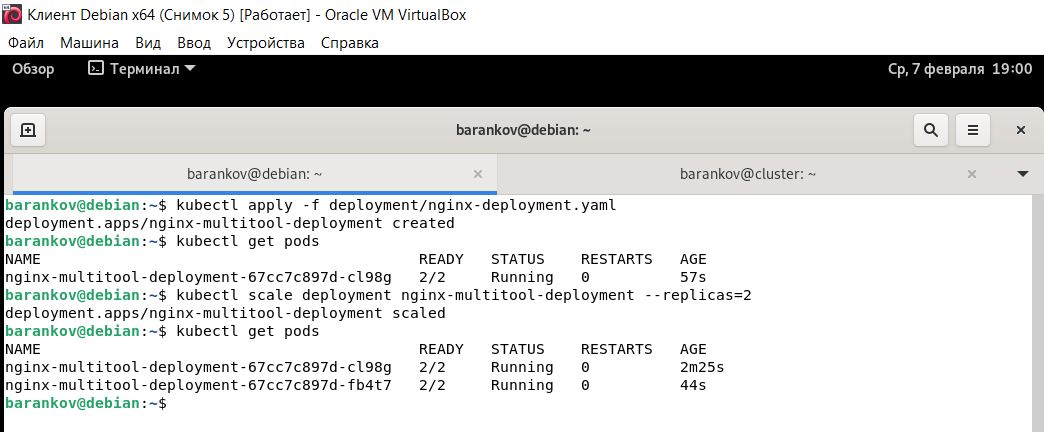 Клиент Debian x64 (Снимок 5) [Работает] - Oracle VM VirtualBox
Файл Машина Вид Ввод Устройства Справка
Обзор Терминал Ср, 7 февраля 19:00
barankov@debian: ~
barankov@debian: ~ barankov@cluster: ~
barankov@debian:~$ kubectl apply -f deployment/nginx-deployment.yaml
deployment.apps/nginx-multitool-deployment created
barankov@debian:~$ kubectl get pods
NAME READY STATUS RESTARTS AGE
nginx-multitool-deployment-67cc7c897d-cl98g 2/2 Running 0 57s
barankov@debian:~$ kubectl scale deployment nginx-multitool-deployment --replicas=2
deployment.apps/nginx-multitool-deployment scaled
barankov@debian:~$ kubectl get pods
NAME READY STATUS RESTARTS AGE
nginx-multitool-deployment-67cc7c897d-cl98g 2/2 Running 0 2m25s
nginx-multitool-deployment-67cc7c897d-fb4t7 2/2 Running 0 44s
barankov@debian:~$